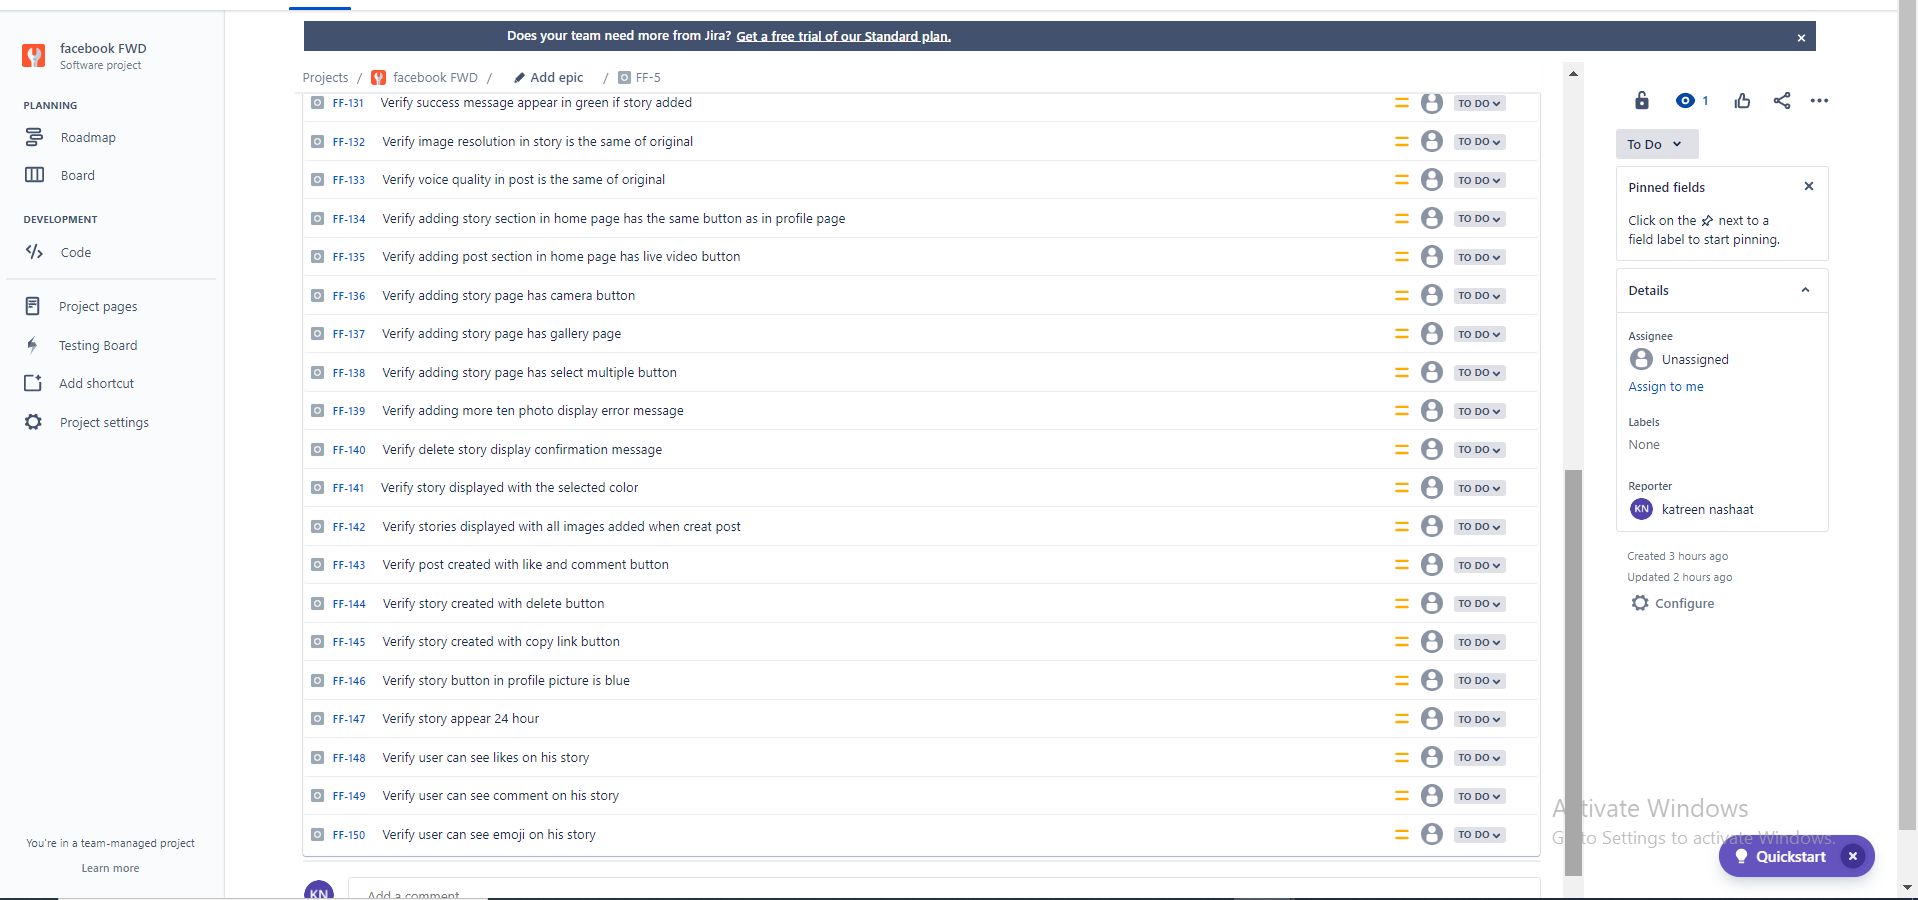 Does your team need more from Jira? Get a free trial of our Standard plan.
facebook FWD
Software project
PLANNING
Roadmap
Board
DEVELOPMENT
Code
Project pages
Testing Board
Add shortcut
Project settings
You're in a team-managed project
Learn more
Projects / facebook FWD / Add epic / FF-5
FF-131 Verify success message appear in green if story added TO DO
FF-132 Verify image resolution in story is the same of original TO DO
FF-133 Verify voice quality in post is the same of original TO DO
FF-134 Verify adding story section in home page has the same button as in profile page TO DO
FF-135 Verify adding post section in home page has live video button TO DO
FF-136 Verify adding story page has camera button TO DO
FF-137 Verify adding story page has gallery page TO DO
FF-138 Verify adding story page has select multiple button TO DO
FF-139 Verify adding more ten photo display error message TO DO
FF-140 Verify delete story display confirmation message TO DO
FF-141 Verify story displayed with the selected color TO DO
FF-142 Verify stories displayed with all images added when creat post TO DO
FF-143 Verify post created with like and comment button TO DO
FF-144 Verify story created with delete button TO DO
FF-145 Verify story created with copy link button TO DO
FF-146 Verify story button in profile picture is blue TO DO
FF-147 Verify story appear 24 hour TO DO
FF-148 Verify user can see likes on his story TO DO
FF-149 Verify user can see comment on his story TO DO
FF-150 Verify user can see emoji on his story TO DO
KN Add a comment
1
To Do
Pinned fields
Click on the next to a
field label to start pinning.
Details
Assignee
Unassigned
Assign to me
Labels
None
Reporter
KN katreen nashaat
Created 3 hours ago
Updated 2 hours ago
Configure
Activate Windows
Go to Settings to activate Windows.
Quickstart